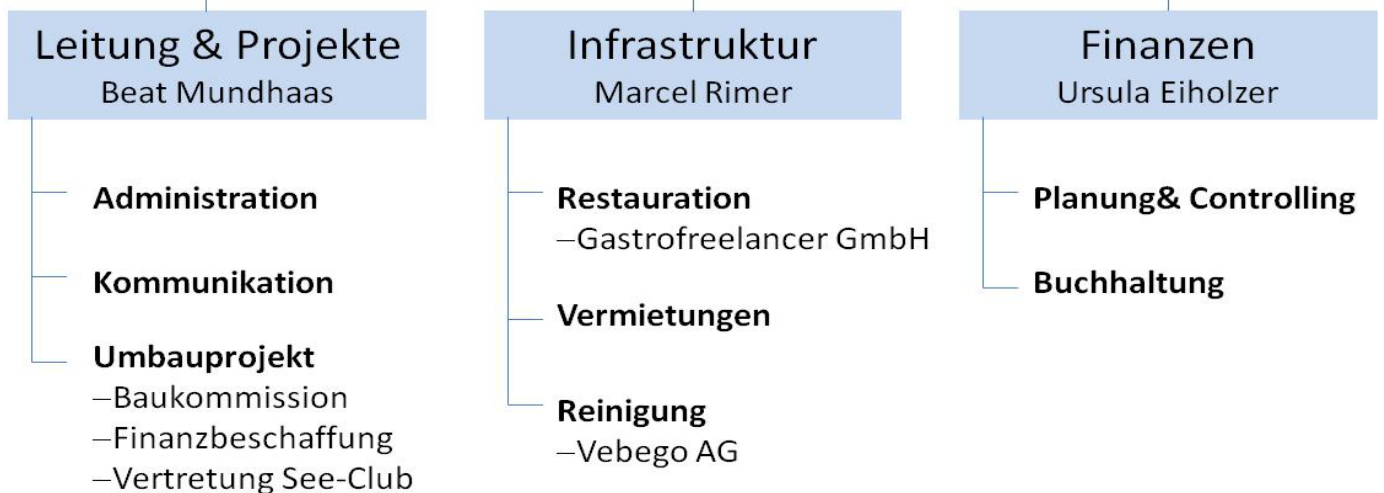 Leitung & Projekte
Beat Mundhaas
Administration
Kommunikation
Umbauprojekt
–Baukommission
–Finanzbeschaffung
–Vertretung See-Club
Infrastruktur
Marcel Rimer
Restauration
–Gastrofreelancer GmbH
Vermietungen
Reinigung
–Vebego AG
Finanzen
Ursula Eiholzer
Planung& Controlling
Buchhaltung